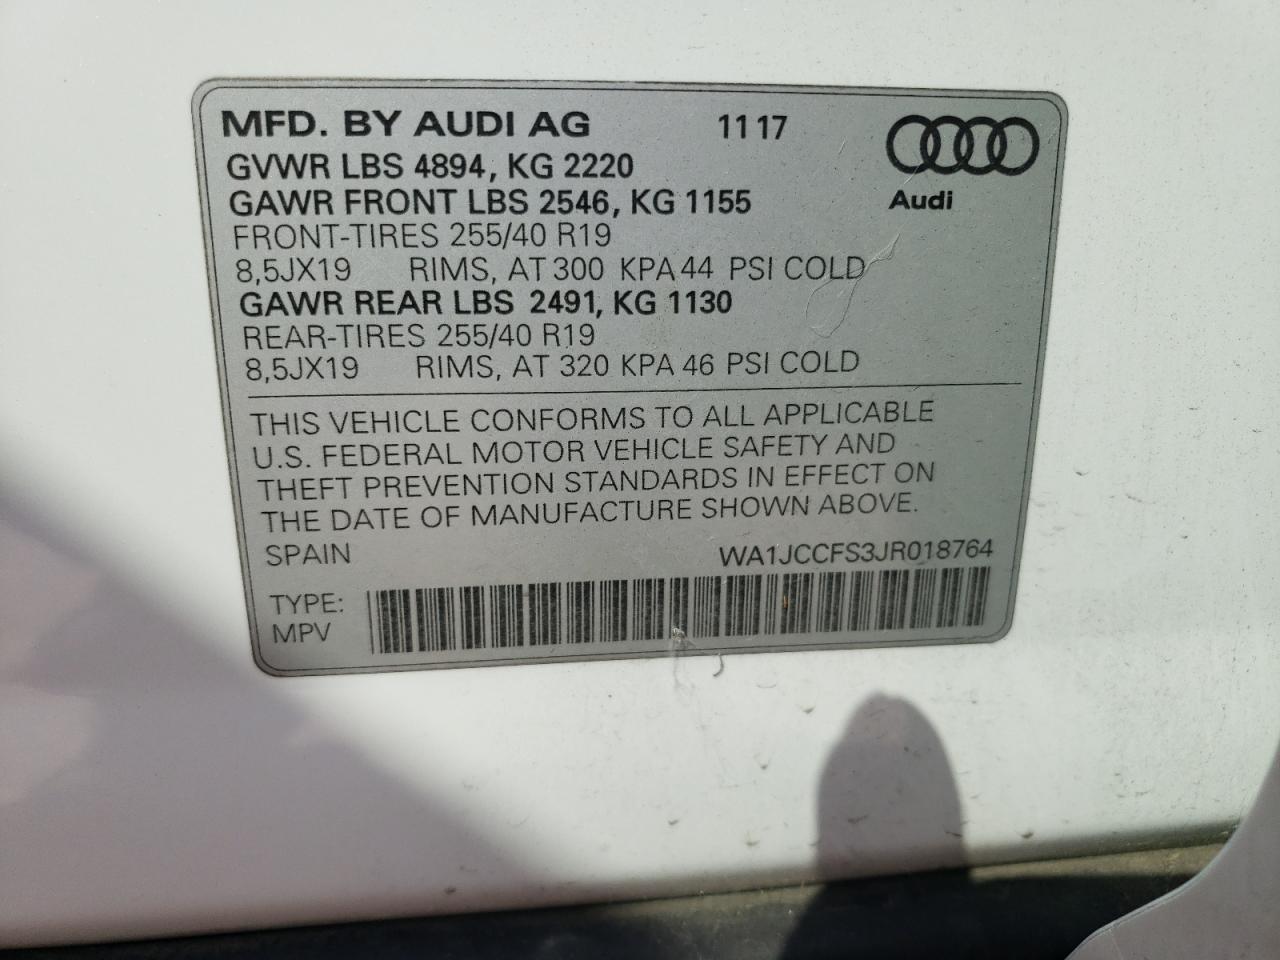 MFD. BY AUDI AG 11 17
GVWR LBS 4894, KG 2220
Audi
GAWR FRONT LBS 2546, KG 1155
FRONT-TIRES 255/40 R19
8,5JX19 RIMS, AT 300 KPA 44 PSI COLD
GAWR REAR LBS 2491, KG 1130
REAR-TIRES 255/40 R19
8,5JX19 RIMS, AT 320 KPA 46 PSI COLD
THIS VEHICLE CONFORMS TO ALL APPLICABLE
U.S. FEDERAL MOTOR VEHICLE SAFETY AND
THEFT PREVENTION STANDARDS IN EFFECT ON
THE DATE OF MANUFACTURE SHOWN ABOVE.
SPAIN WA1JCCFS3JR018764
TYPE:
MPV